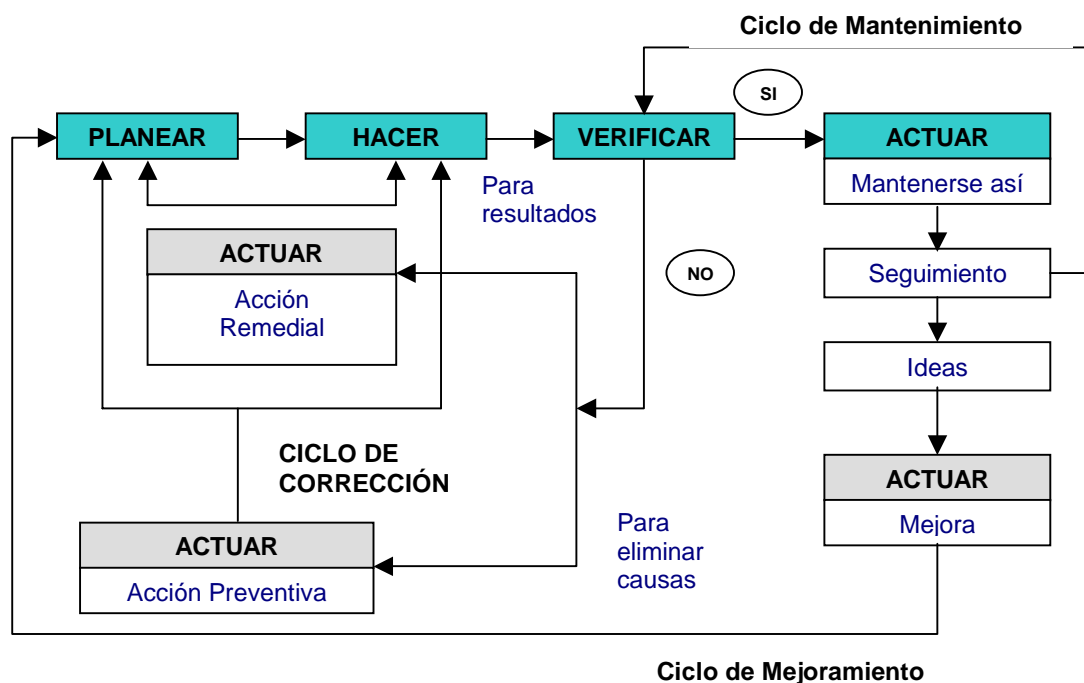 Ciclo de Mantenimiento
SI
PLANEAR
HACER
VERIFICAR
ACTUAR
Mantenerse así
Para
resultados
ACTUAR
Acción
Remedial
NO
Seguimiento
Ideas
CICLO DE
CORRECCIÓN
ACTUAR
Mejora
ACTUAR
Acción Preventiva
Para
eliminar
causas
Ciclo de Mejoramiento